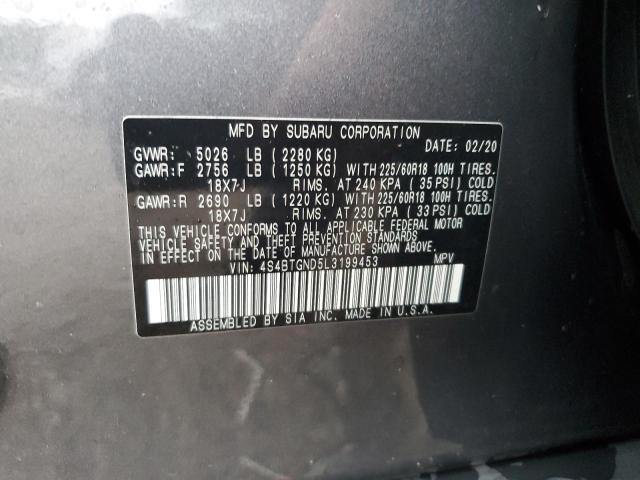 MFD BY SUBARU CORPORATION
DATE: 02/20
GVWR: 5026 LB ( 2280 KG)
GAWR:F 2756 LB ( 1250 KG) WITH 225/60R18 100H TIRES.
18X7J RIMS. AT 240 KPA ( 35 PSI) COLD
GAWR:R 2690 LB ( 1220 KG) WITH 225/60R18 100H TIRES.
18X7J RIMS. AT 230 KPA ( 33 PSI) COLD
THIS VEHICLE CONFORMS TO ALL APPLICABLE FEDERAL MOTOR
VEHICLE SAFETY AND THEFT PREVENTION STANDARDS
IN EFFECT ON THE DATE OF MANUFACTURE SHOWN ABOVE.
VIN: 4S4BTGND5L3199453 MPV
ASSEMBLED BY SIA INC. MADE IN U.S.A.